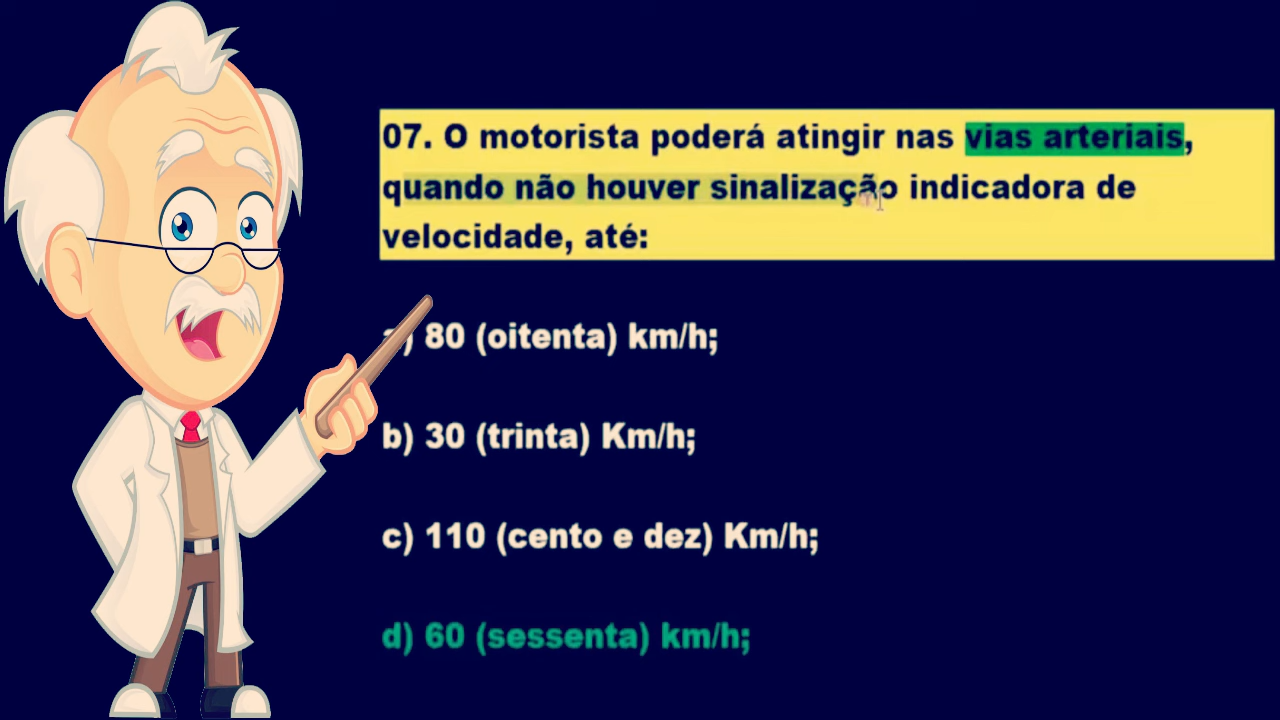 07. O motorista poderá atingir nas vias arteriais,
quando não houver sinalização indicadora de
velocidade, até:
a) 80 (oitenta) km/h;
b) 30 (trinta) Km/h;
c) 110 (cento e dez) Km/h;
d) 60 (sessenta) km/h;